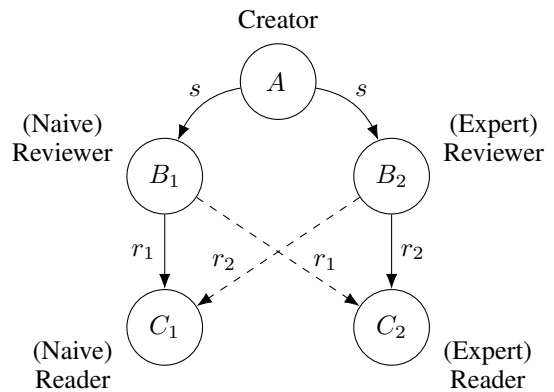 Creator
A
s s
(Naive) (Expert)
Reviewer Reviewer
B₁ B₂
r₁ r₂ r₁ r₂
C₁ C₂
(Naive) (Expert)
Reader Reader